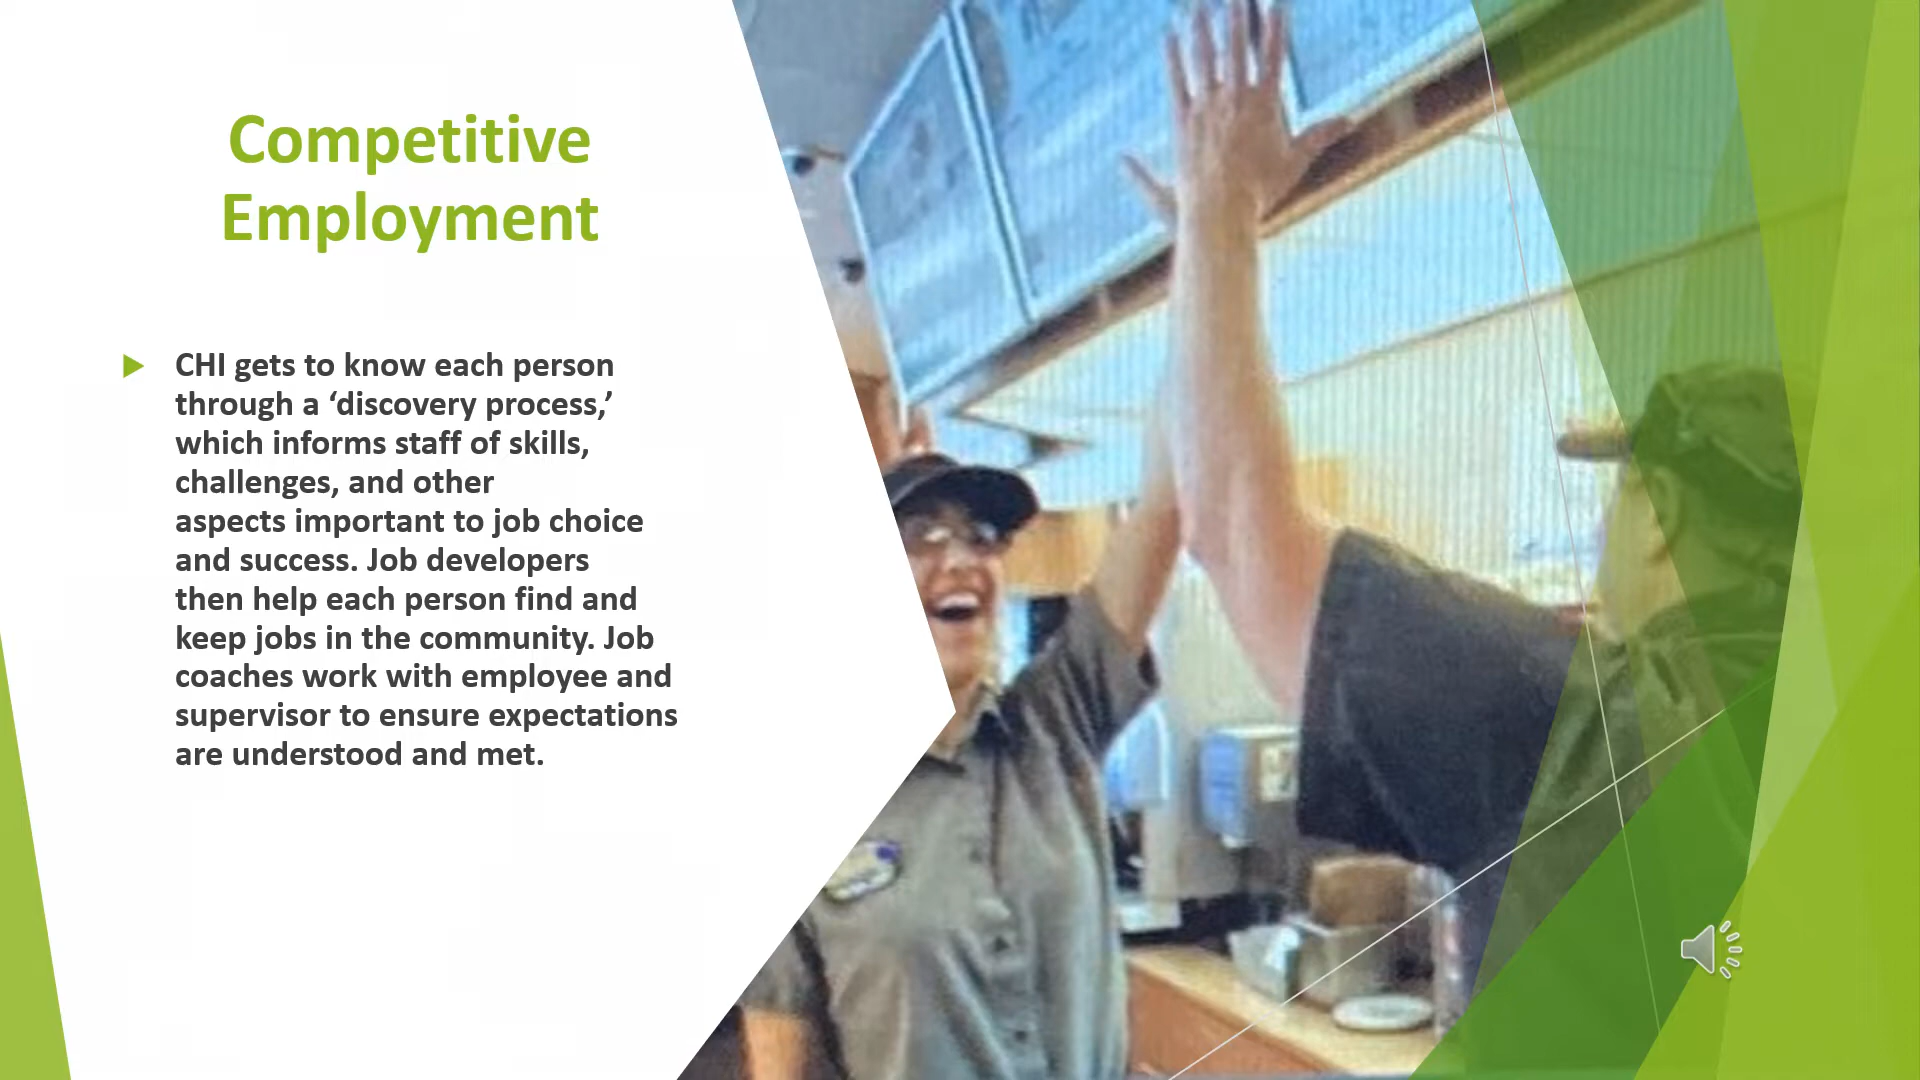 Competitive
Employment
CHI gets to know each person
through a ‘discovery process,’
which informs staff of skills,
challenges, and other
aspects important to job choice
and success. Job developers
then help each person find and
keep jobs in the community. Job
coaches work with employee and
supervisor to ensure expectations
are understood and met.